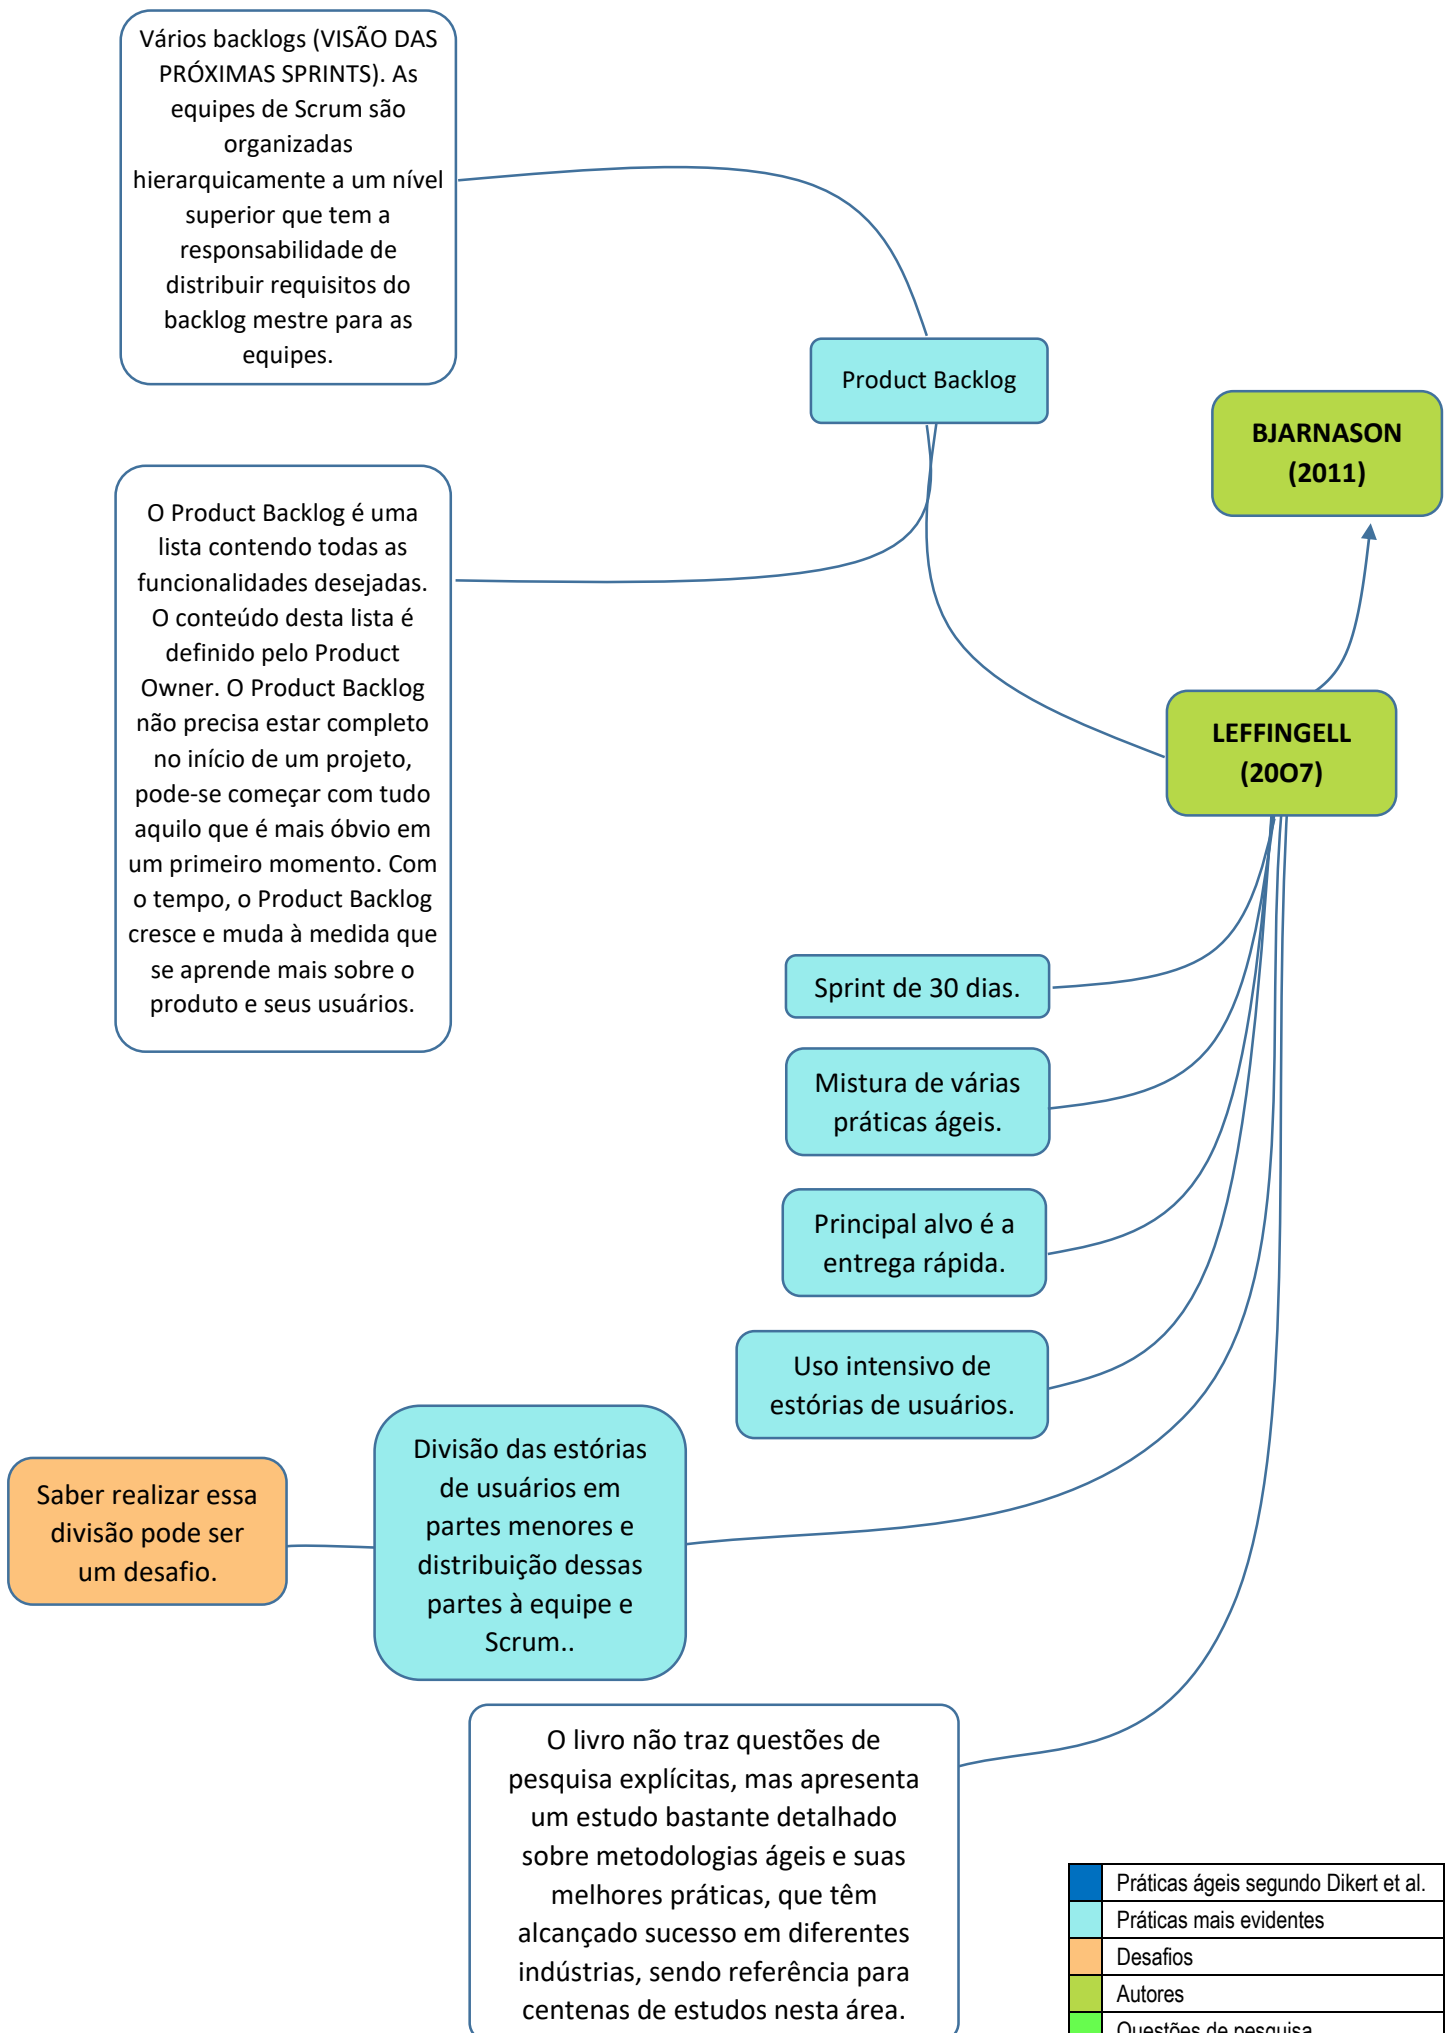 Vários backlogs (VISÃO DAS
PRÓXIMAS SPRINTS). As
equipes de Scrum são
organizadas
hierarquicamente a um nível
superior que tem a
responsabilidade de
distribuir requisitos do
backlog mestre para as
equipes.
Product Backlog
BJARNASON
(2011)
O Product Backlog é uma
lista contendo todas as
funcionalidades desejadas.
O conteúdo desta lista é
definido pelo Product
Owner. O Product Backlog
não precisa estar completo
no início de um projeto,
pode-se começar com tudo
aquilo que é mais óbvio em
um primeiro momento. Com
o tempo, o Product Backlog
cresce e muda à medida que
se aprende mais sobre o
produto e seus usuários.
LEFFINGELL
(20O7)
Sprint de 30 dias.
Mistura de várias
práticas ágeis.
Principal alvo é a
entrega rápida.
Uso intensivo de
estórias de usuários.
Divisão das estórias
de usuários em
partes menores e
distribuição dessas
partes à equipe e
Scrum..
Saber realizar essa
divisão pode ser
um desafio.
O livro não traz questões de
pesquisa explícitas, mas apresenta
um estudo bastante detalhado
sobre metodologias ágeis e suas
melhores práticas, que têm
alcançado sucesso em diferentes
indústrias, sendo referência para
centenas de estudos nesta área.
Práticas ágeis segundo Dikert et al.
Práticas mais evidentes
Desafios
Autores
Questões de pesquisa